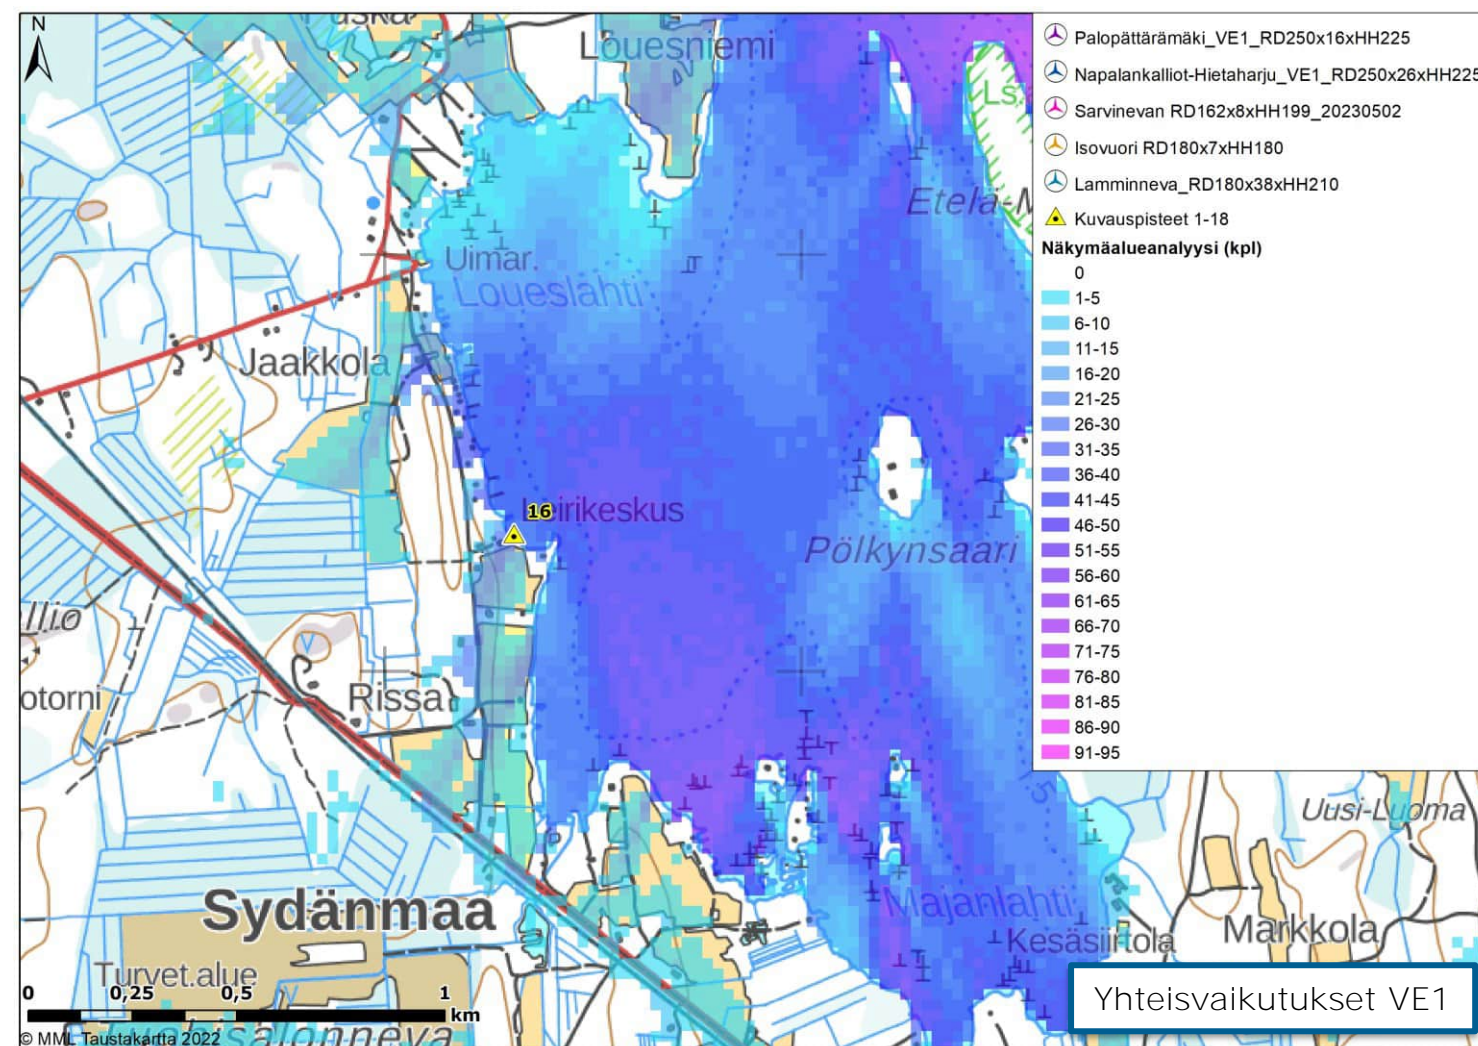 N
Louesniemi
Ls.
Etelä-M
Uimar.
Loueslahti
Jaakkola
16
Leirikeskus
Pölkynsaari
llio
otorni
Rissa
Uusi-Luoma
Sydänmaa
Majanlahti
Kesäsiirtola
Markkola
Turvet.alue
0 0,25 0,5 1
km
© MML Taustakartta 2022
Palopättärämäki_VE1_RD250x16xHH225
Napalankalliot-Hietaharju_VE1_RD250x26xHH225
Sarvinevan RD162x8xHH199_20230502
Isovuori RD180x7xHH180
Lamminneva_RD180x38xHH210
Kuvauspisteet 1-18
Näkymäalueanalyysi (kpl)
0
1-5
6-10
11-15
16-20
21-25
26-30
31-35
36-40
41-45
46-50
51-55
56-60
61-65
66-70
71-75
76-80
81-85
86-90
91-95
Yhteisvaikutukset VE1